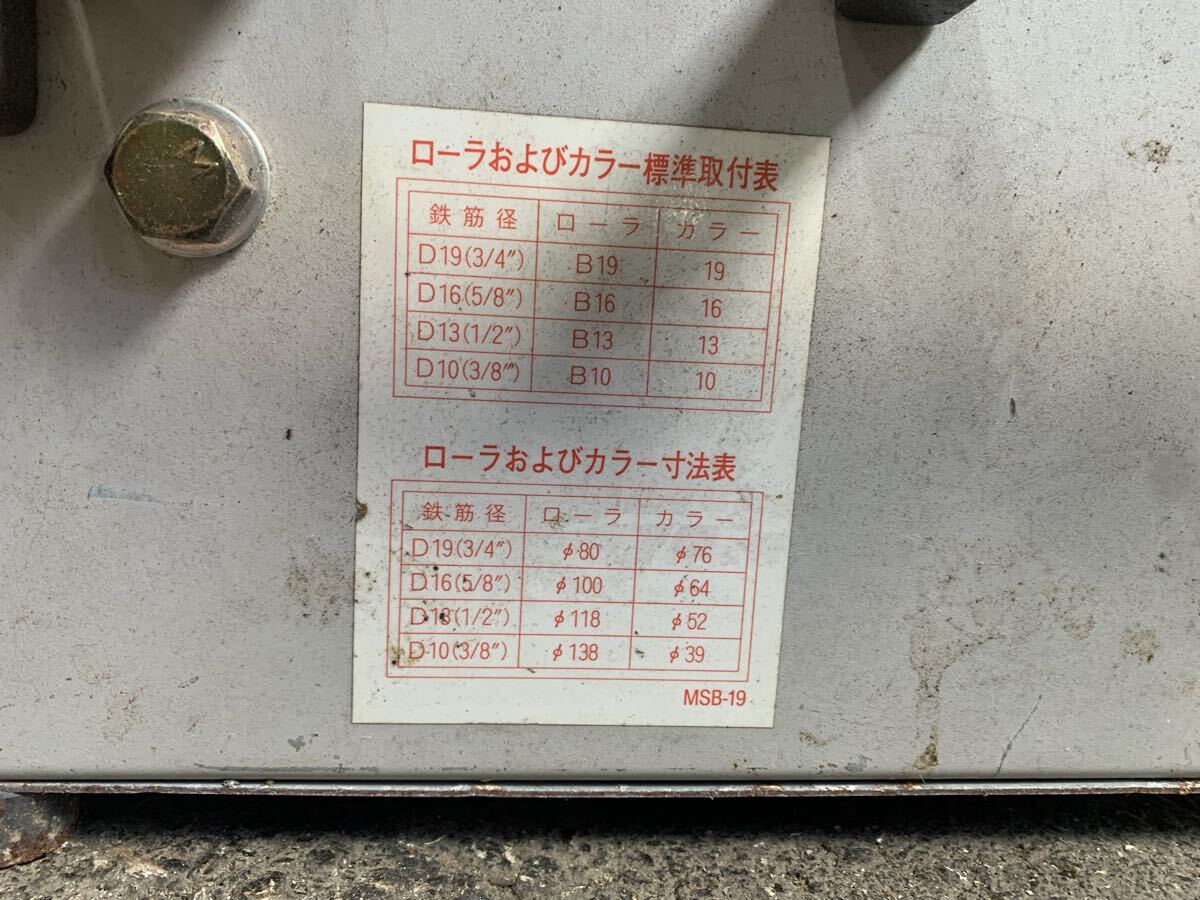 ローラおよびカラー標準取付表
鉄筋径 ローラ カラー
D19(3/4″) B19 19
D16(5/8″) B16 16
D13(1/2″) B13 13
D10(3/8″) B10 10
ローラおよびカラー寸法表
鉄筋径 ローラ カラー
D19(3/4″) φ80 φ76
D16(5/8″) φ100 φ64
D13(1/2″) φ118 φ52
D10(3/8″) φ138 φ39
MSB-19